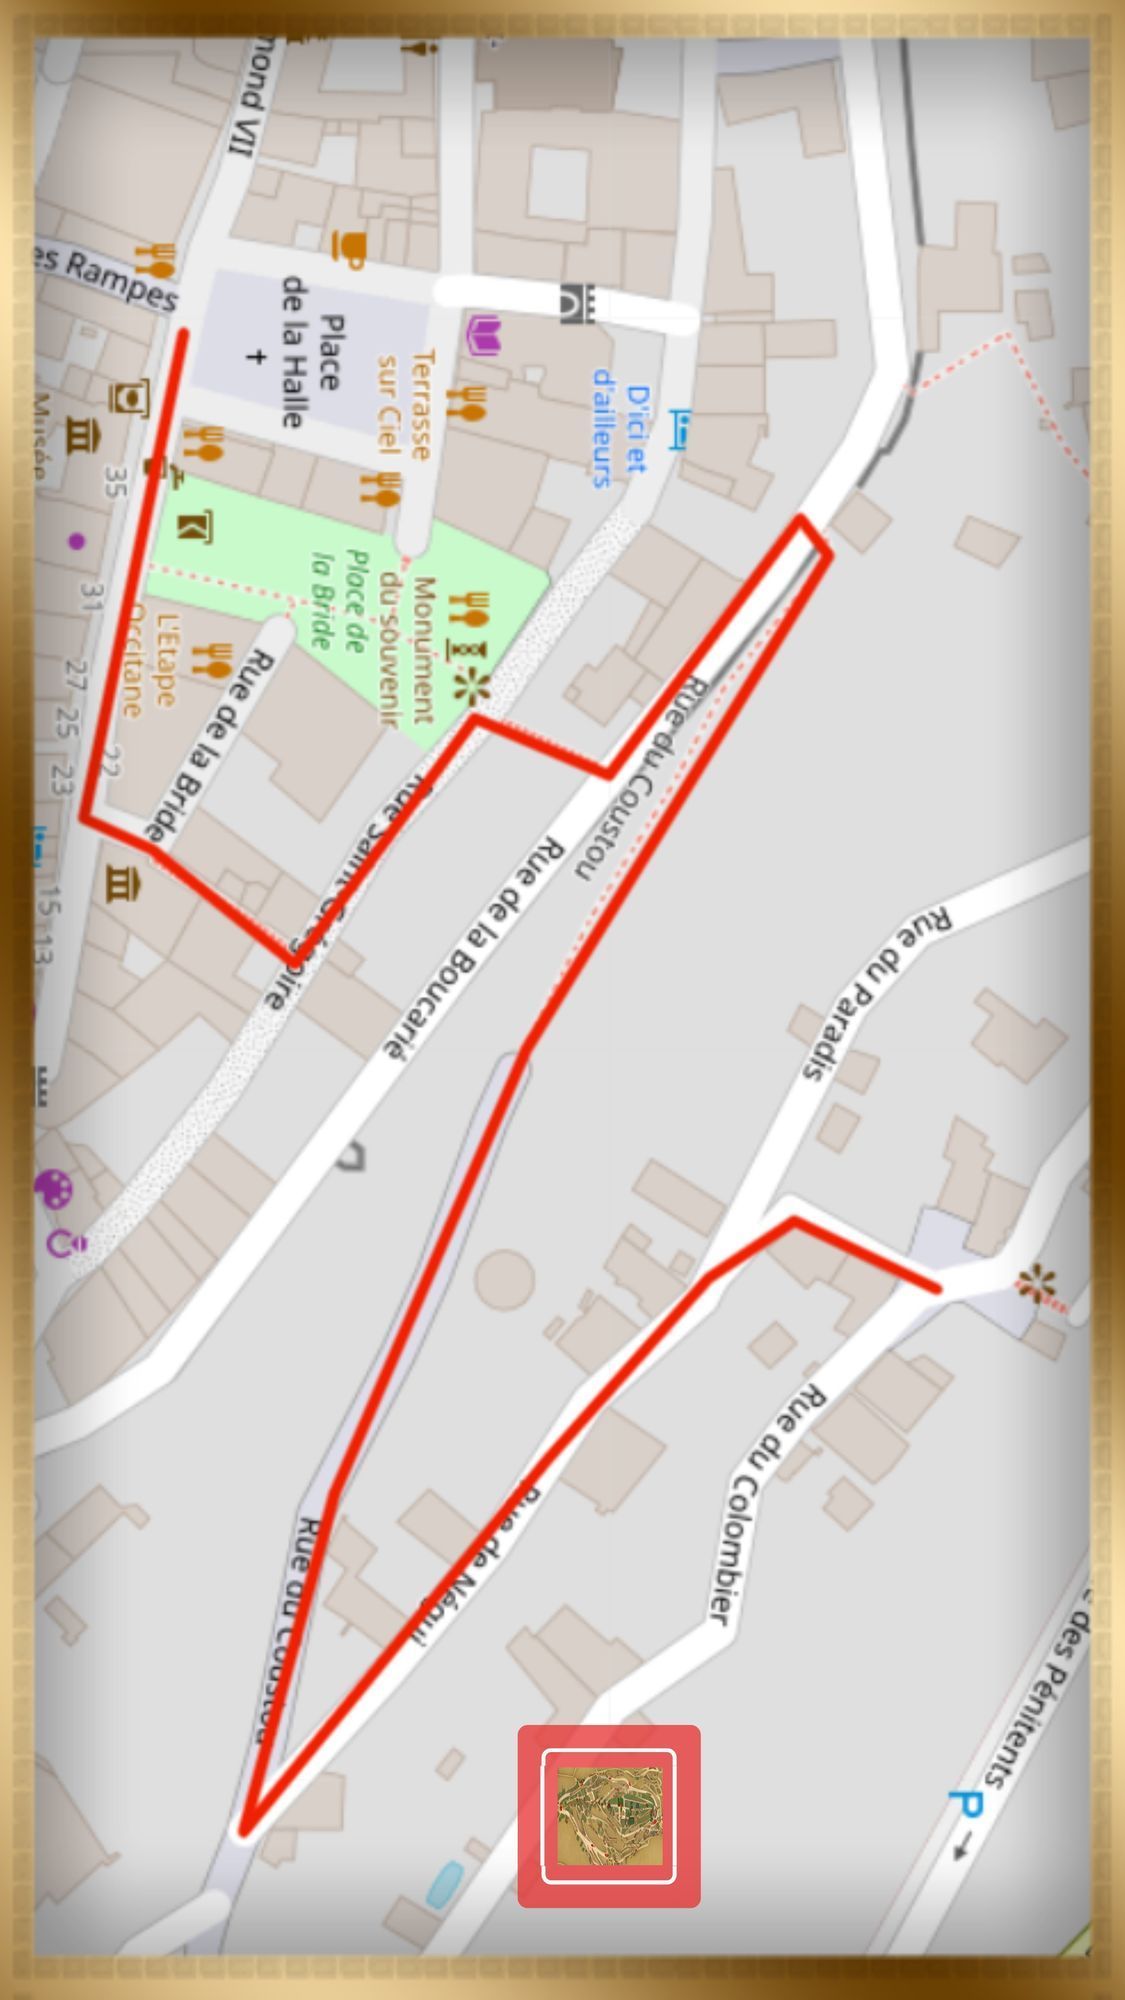 mond VII
es Rampes
Place
de la Halle
Terrasse
sur Ciel
D'ici et
d'ailleurs
Musée
35
31
27
25
23
22
15
13
L'Etape
Occitane
Place de
la Bride
Monument
du souvenir
Rue de la Bride
Rue Saint-Grégoire
Rue du Coustou
Rue de la Boucarié
Rue du Paradis
Rue du Colombier
Rue de Négui
Rue du Coustou
des Pénitents
P